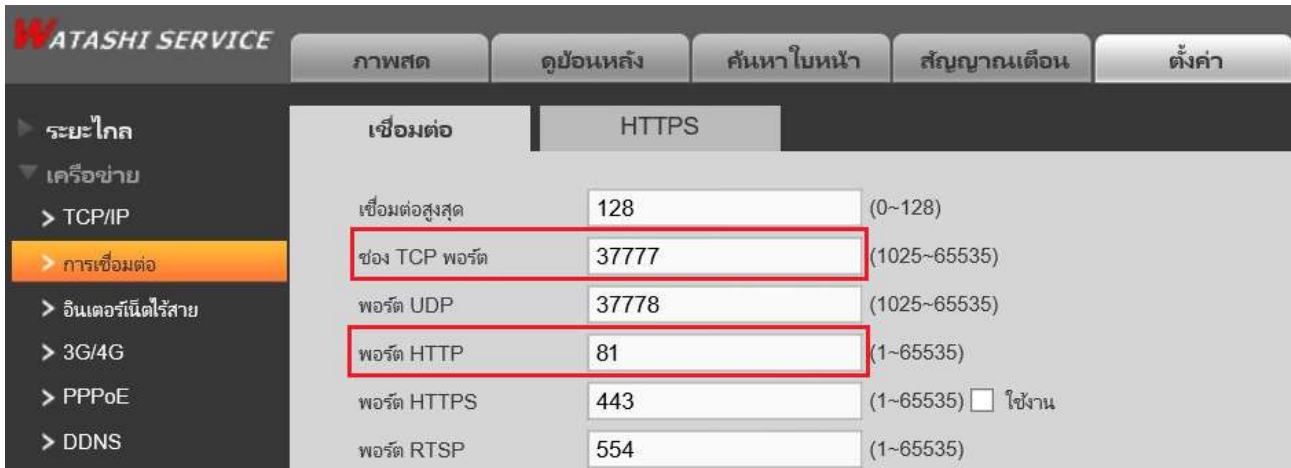 WATASHI SERVICE
ภาพสด ดูย้อนหลัง ค้นหาใบหน้า สัญญาณเตือน ตั้งค่า
ระยะไกล
เครือข่าย
> TCP/IP
> การเชื่อมต่อ
> อินเตอร์เน็ตไร้สาย
> 3G/4G
> PPPoE
> DDNS
เชื่อมต่อ HTTPS
เชื่อมต่อสูงสุด 128 (0~128)
ช่อง TCP พอร์ต 37777 (1025~65535)
พอร์ต UDP 37778 (1025~65535)
พอร์ต HTTP 81 (1~65535)
พอร์ต HTTPS 443 (1~65535) ใช้งาน
พอร์ต RTSP 554 (1~65535)